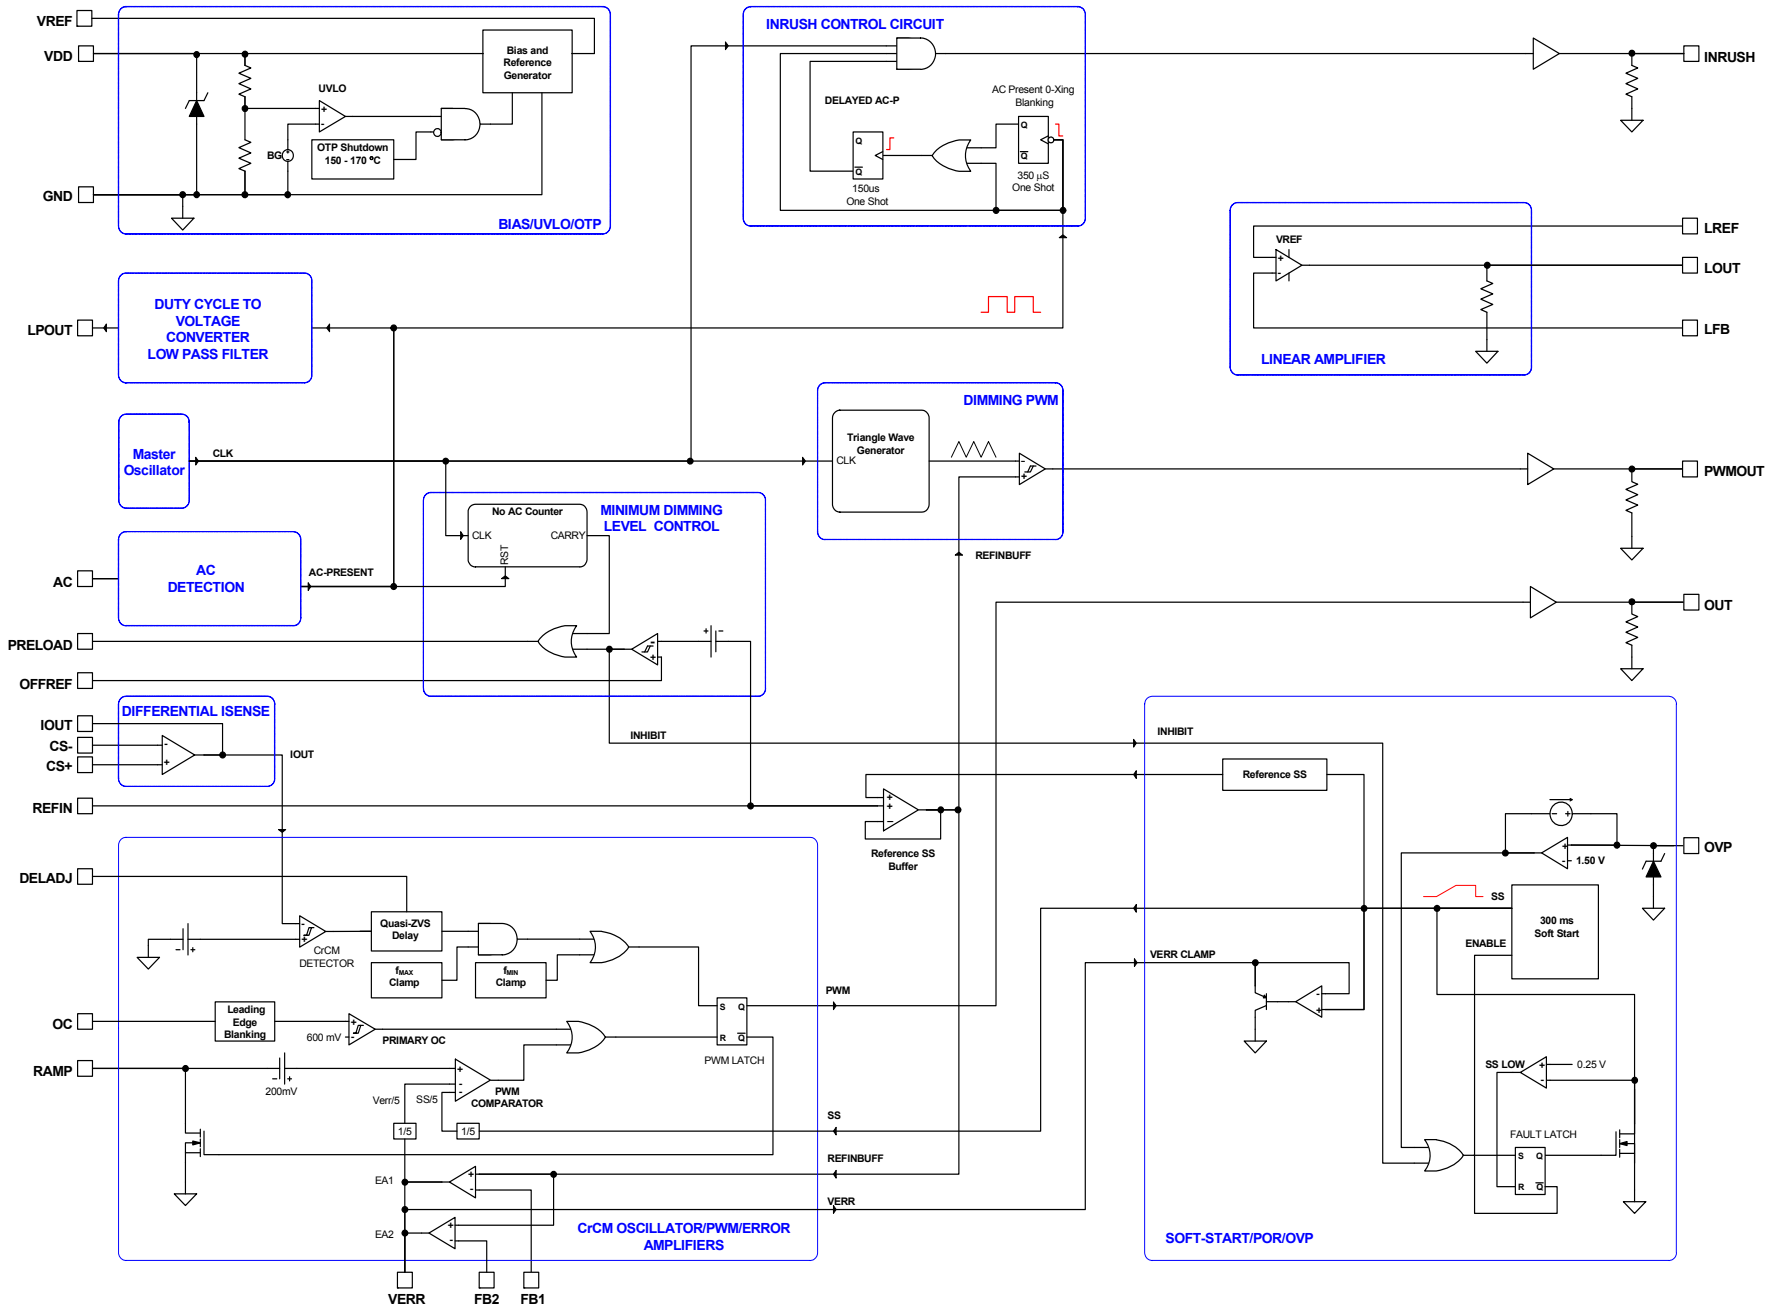 VREF
VDD
GND
UVLO
BG
OTP Shutdown
150 - 170 ºC
Bias and
Reference
Generator
BIAS/UVLO/OTP
INRUSH CONTROL CIRCUIT
DELAYED AC-P
AC Present 0-Xing
Blanking
Q
Q
150us
One Shot
Q
Q
350 µS
One Shot
INRUSH
LREF
LOUT
LFB
VREF
+
-
LINEAR AMPLIFIER
LPOUT
DUTY CYCLE TO
VOLTAGE
CONVERTER
LOW PASS FILTER
Master
Oscillator
CLK
DIMMING PWM
Triangle Wave
Generator
CLK
-
+
REFINBUFF
PWMOUT
MINIMUM DIMMING
LEVEL CONTROL
No AC Counter
CLK
CARRY
RST
AC
AC
DETECTION
AC-PRESENT
PRELOAD
OFFREF
OUT
DIFFERENTIAL ISENSE
IOUT
CS-
CS+
IOUT
INHIBIT
INHIBIT
REFIN
Reference SS
Reference SS
Buffer
OVP
1.50 V
SS
300 ms
Soft Start
ENABLE
VERR CLAMP
SS LOW
0.25 V
FAULT LATCH
S
Q
R
Q
SOFT-START/POR/OVP
DELADJ
CrCM
DETECTOR
Quasi-ZVS
Delay
fMAX
Clamp
fMIN
Clamp
OC
Leading
Edge
Blanking
600 mV
PRIMARY OC
S
Q
R
Q
PWM LATCH
PWM
RAMP
200mV
Verr/5
SS/5
PWM
COMPARATOR
1/5
1/5
SS
REFINBUFF
VERR
EA1
EA2
CrCM OSCILLATOR/PWM/ERROR
AMPLIFIERS
VERR
FB2
FB1